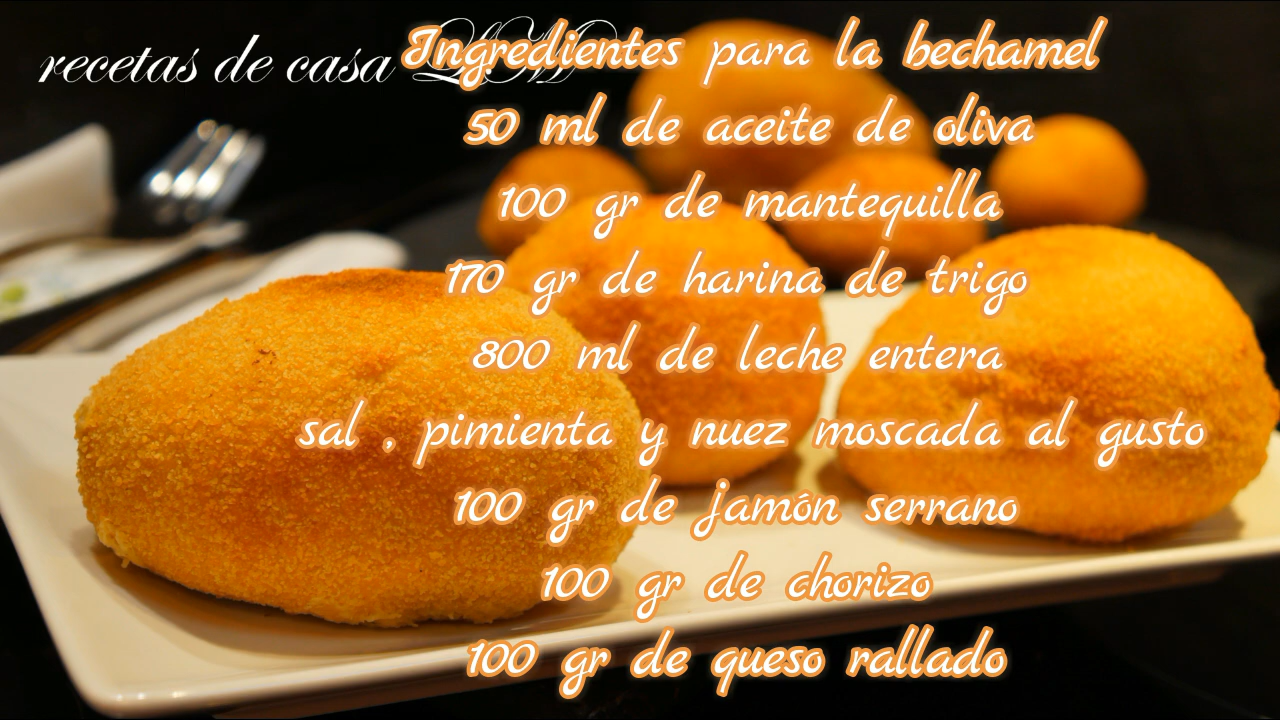 recetas de casa LM
Ingredientes para la bechamel
50 ml de aceite de oliva
100 gr de mantequilla
170 gr de harina de trigo
800 ml de leche entera
sal , pimienta y nuez moscada al gusto
100 gr de jamón serrano
100 gr de chorizo
100 gr de queso rallado